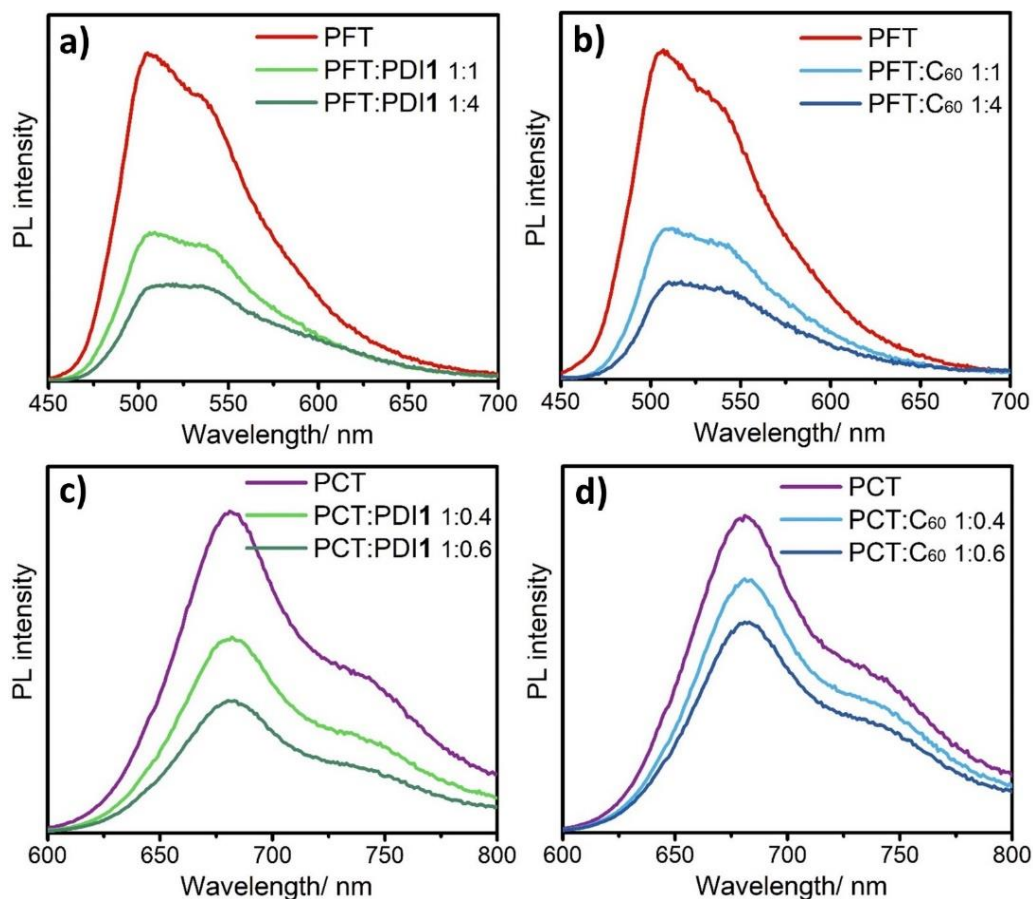 a)
PFT
PFT:PDI1 1:1
PFT:PDI1 1:4
PL intensity
450 500 550 600 650 700
Wavelength/ nm
b)
PFT
PFT:C₆₀ 1:1
PFT:C₆₀ 1:4
PL intensity
450 500 550 600 650 700
Wavelength/ nm
c)
PCT
PCT:PDI1 1:0.4
PCT:PDI1 1:0.6
PL intensity
600 650 700 750 800
Wavelength/ nm
d)
PCT
PCT:C₆₀ 1:0.4
PCT:C₆₀ 1:0.6
PL intensity
600 650 700 750 800
Wavelength/ nm